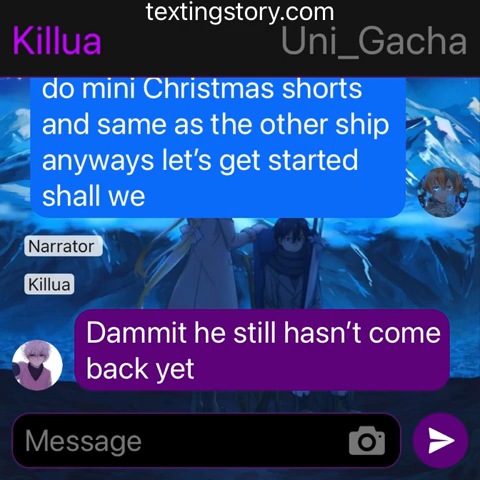 textingstory.com
Killua Uni_Gacha
do mini Christmas shorts
and same as the other ship
anyways let’s get started
shall we
Narrator
Killua
Dammit he still hasn’t come
back yet
Message